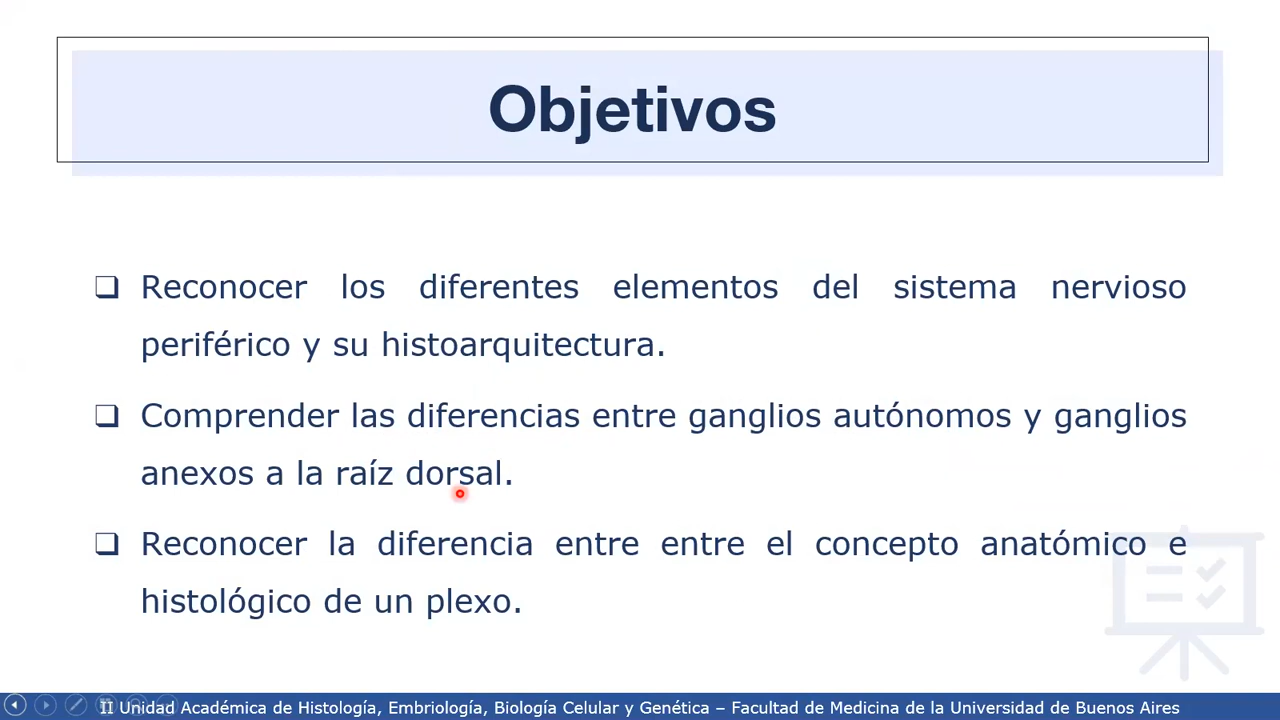 Objetivos
❑ Reconocer los diferentes elementos del sistema nervioso
periférico y su histoarquitectura.
❑ Comprender las diferencias entre ganglios autónomos y ganglios
anexos a la raíz dorsal.
❑ Reconocer la diferencia entre entre el concepto anatómico e
histológico de un plexo.
II Unidad Académica de Histología, Embriología, Biología Celular y Genética – Facultad de Medicina de la Universidad de Buenos Aires